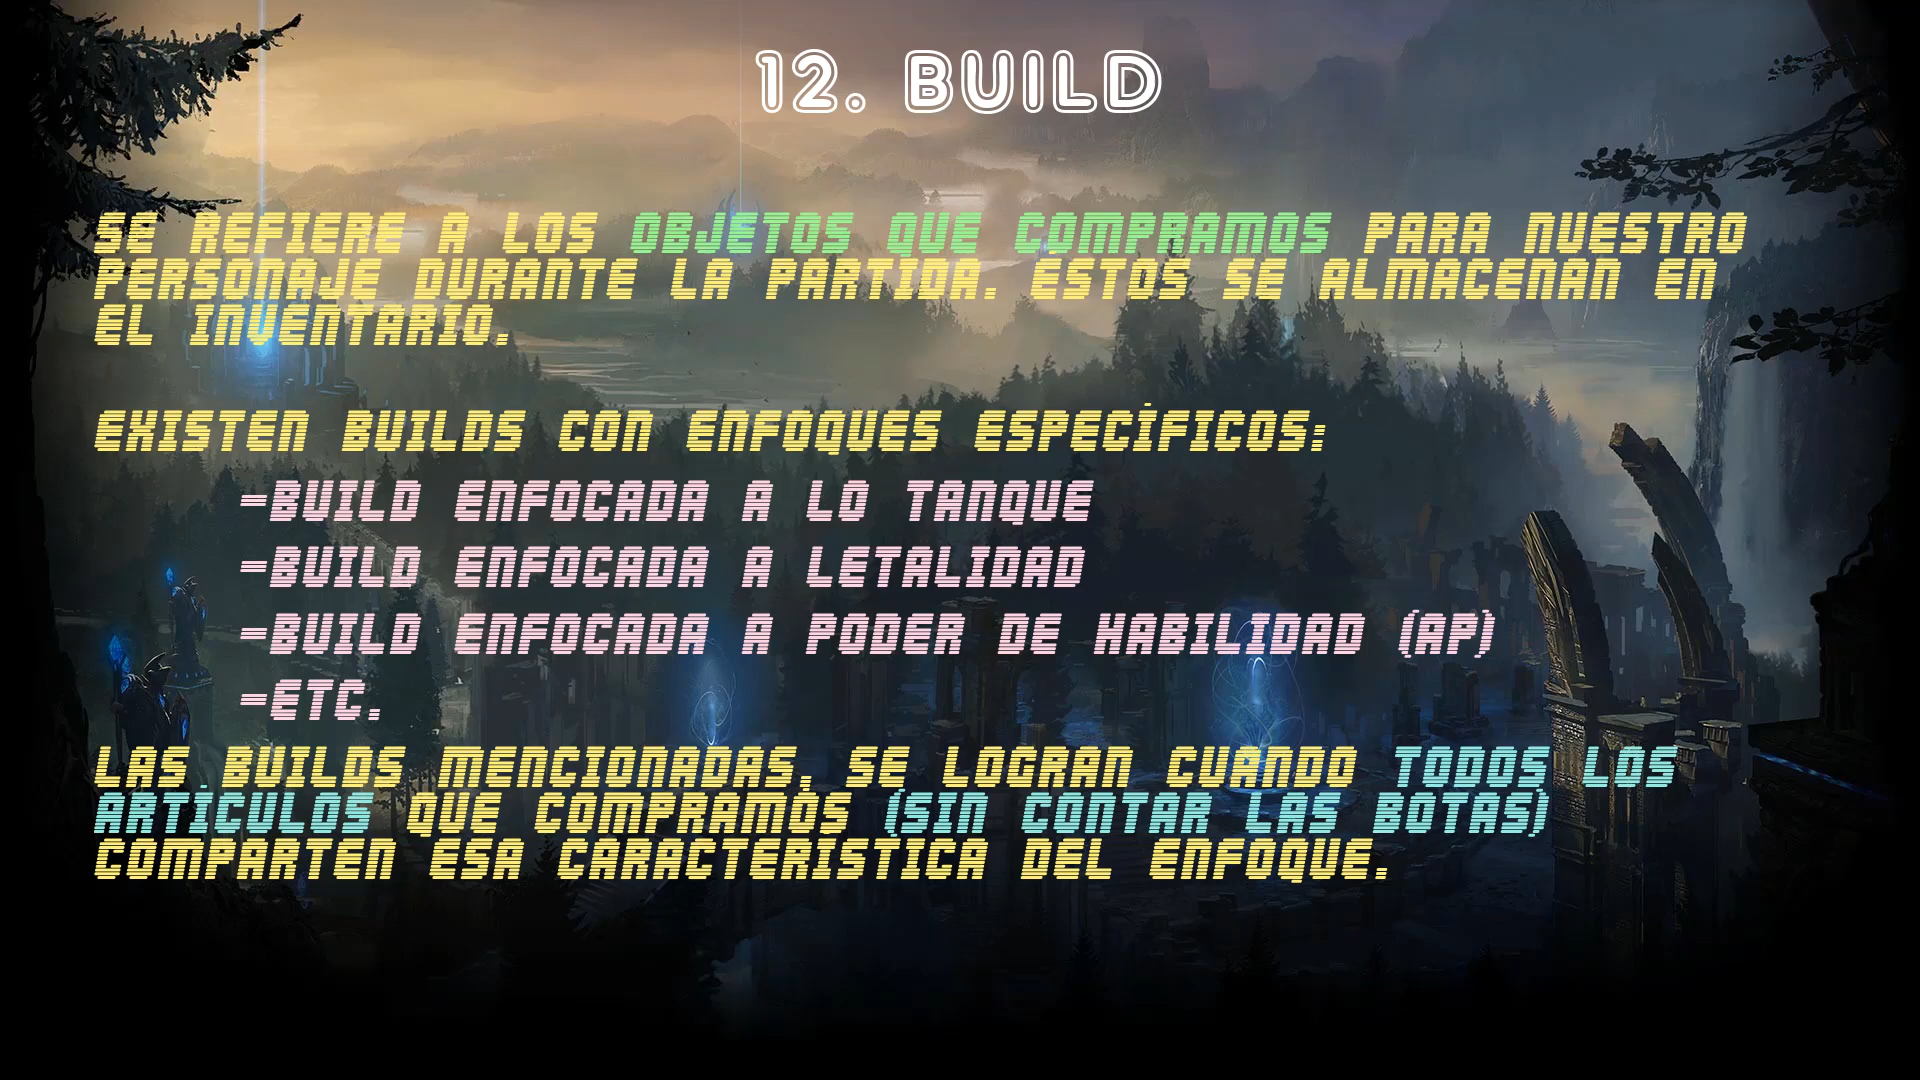 12. BUILD
SE REFIERE A LOS OBJETOS QUE COMPRAMOS PARA NUESTRO
PERSONAJE DURANTE LA PARTIDA. ÉSTOS SE ALMACENAN EN
EL INVENTARIO.
EXISTEN BUILDS CON ENFOQUES ESPECÍFICOS:
-BUILD ENFOCADA A LO TANQUE
-BUILD ENFOCADA A LETALIDAD
-BUILD ENFOCADA A PODER DE HABILIDAD (AP)
-ETC.
LAS BUILDS MENCIONADAS, SE LOGRAN CUANDO TODOS LOS
ARTÍCULOS QUE COMPRAMOS (SIN CONTAR LAS BOTAS)
COMPARTEN ESA CARACTERÍSTICA DEL ENFOQUE.